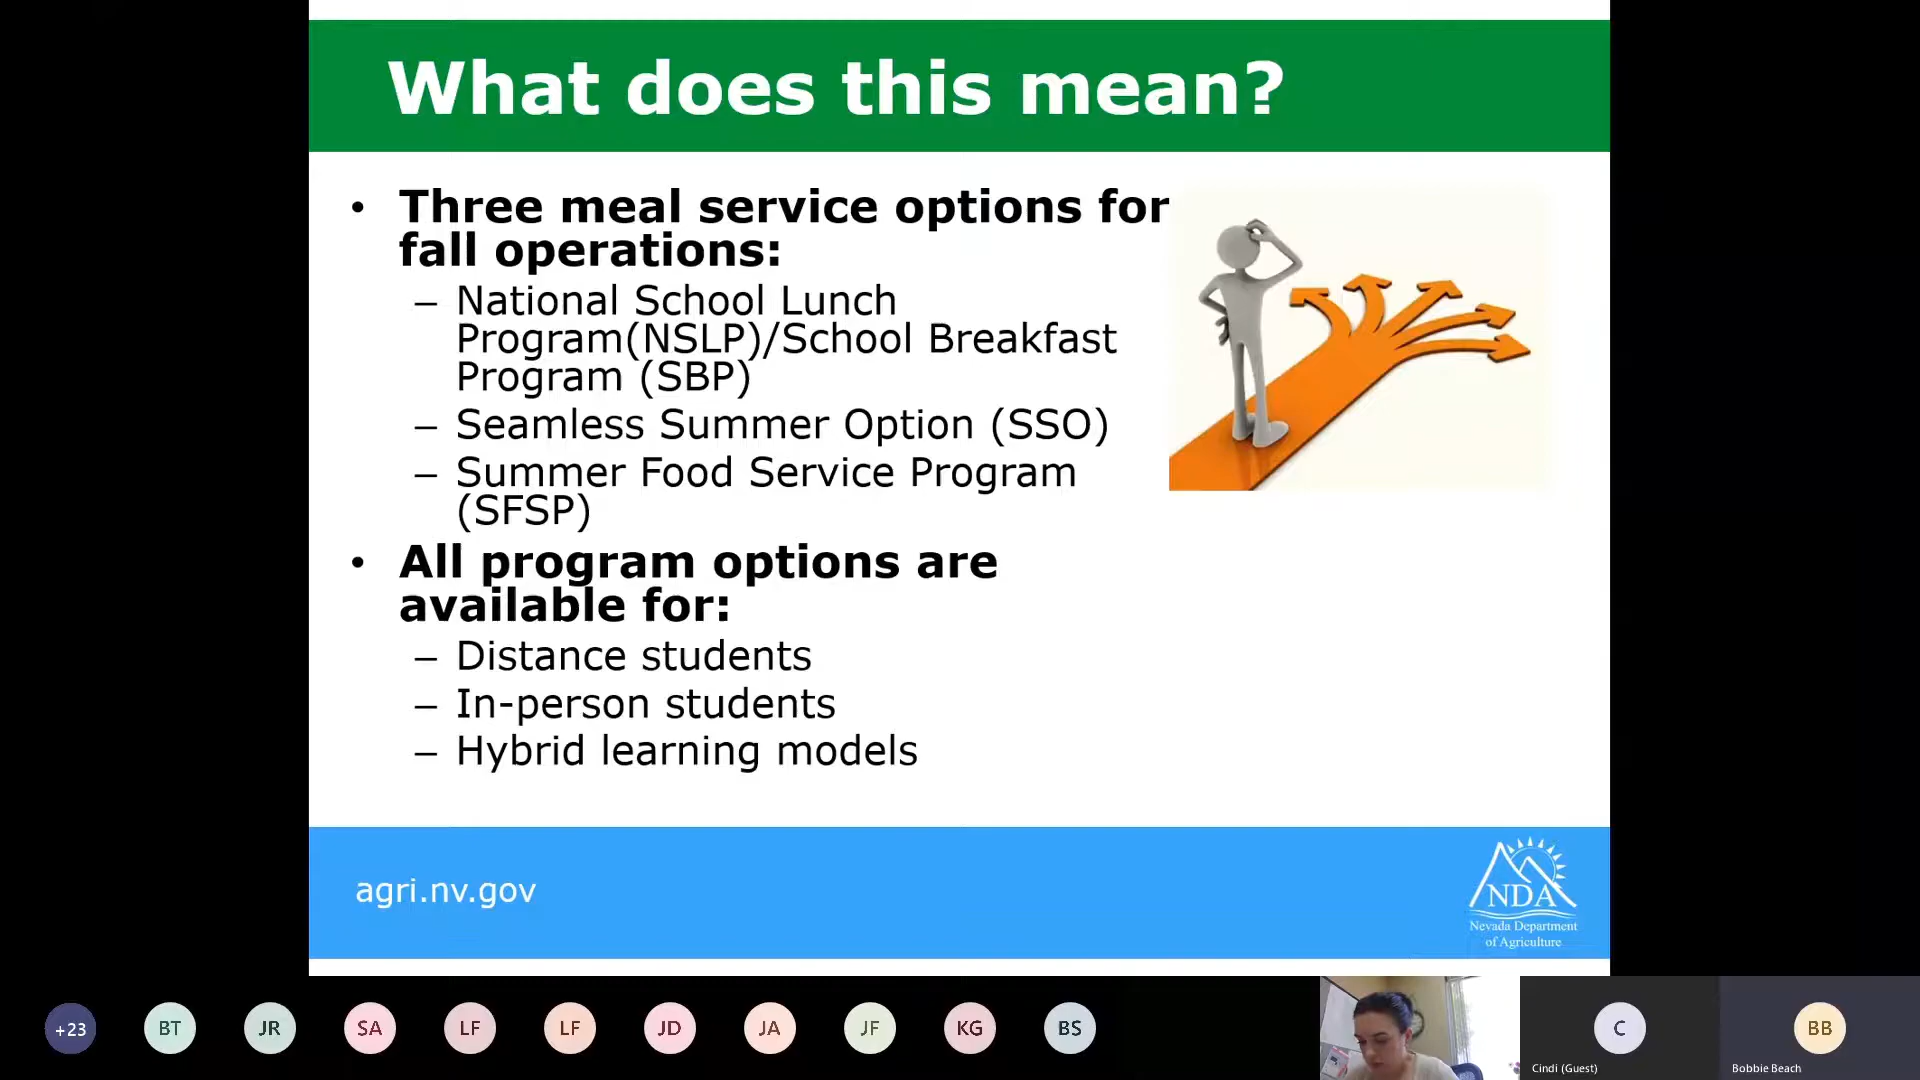 What does this mean?
• Three meal service options for
fall operations:
– National School Lunch
Program(NSLP)/School Breakfast
Program (SBP)
– Seamless Summer Option (SSO)
– Summer Food Service Program
(SFSP)
• All program options are
available for:
– Distance students
– In-person students
– Hybrid learning models
agri.nv.gov
NDA
Nevada Department
of Agriculture
+23
BT
JR
SA
LF
LF
JD
JA
JF
KG
BS
C
Cindi (Guest)
BB
Bobbie Beach